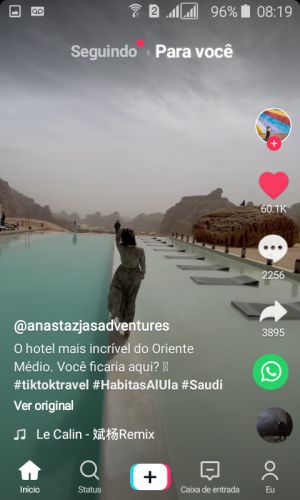 2 96% 08:19
Seguindo Para você
60.1K
2256
3895
@anastazjasadventures
O hotel mais incrível do Oriente
Médio. Você ficaria aqui?
#tiktoktravel #HabitasAlUla #Saudi
Ver original
Le Calin - 斌杨Remix
Início Status Caixa de entrada Eu